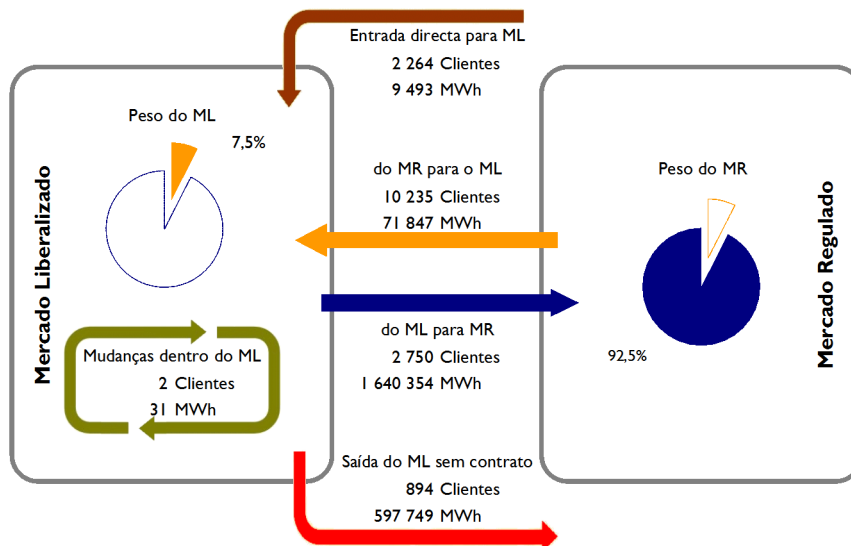 Entrada directa para ML
2 264 Clientes
9 493 MWh
Mercado Liberalizado
Peso do ML
7,5%
do MR para o ML
10 235 Clientes
71 847 MWh
Peso do MR
92,5%
Mercado Regulado
do ML para MR
2 750 Clientes
1 640 354 MWh
Mudanças dentro do ML
2 Clientes
31 MWh
Saída do ML sem contrato
894 Clientes
597 749 MWh